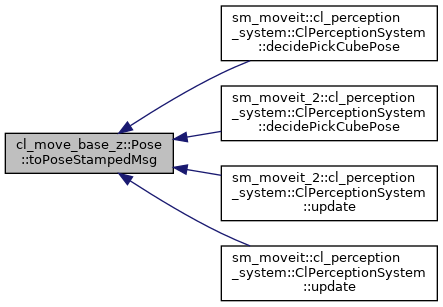 cl_move_base_z::Pose
::toPoseStampedMsg
sm_moveit::cl_perception
_system::ClPerceptionSystem
::decidePickCubePose
sm_moveit_2::cl_perception
_system::ClPerceptionSystem
::decidePickCubePose
sm_moveit_2::cl_perception
_system::ClPerceptionSystem
::update
sm_moveit::cl_perception
_system::ClPerceptionSystem
::update